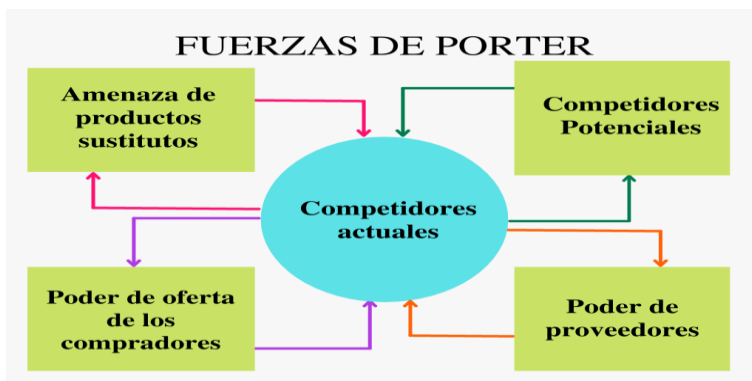 FUERZAS DE PORTER
Amenaza de
productos
sustitutos
Competidores
Potenciales
Competidores
actuales
Poder de oferta
de los
compradores
Poder de
proveedores